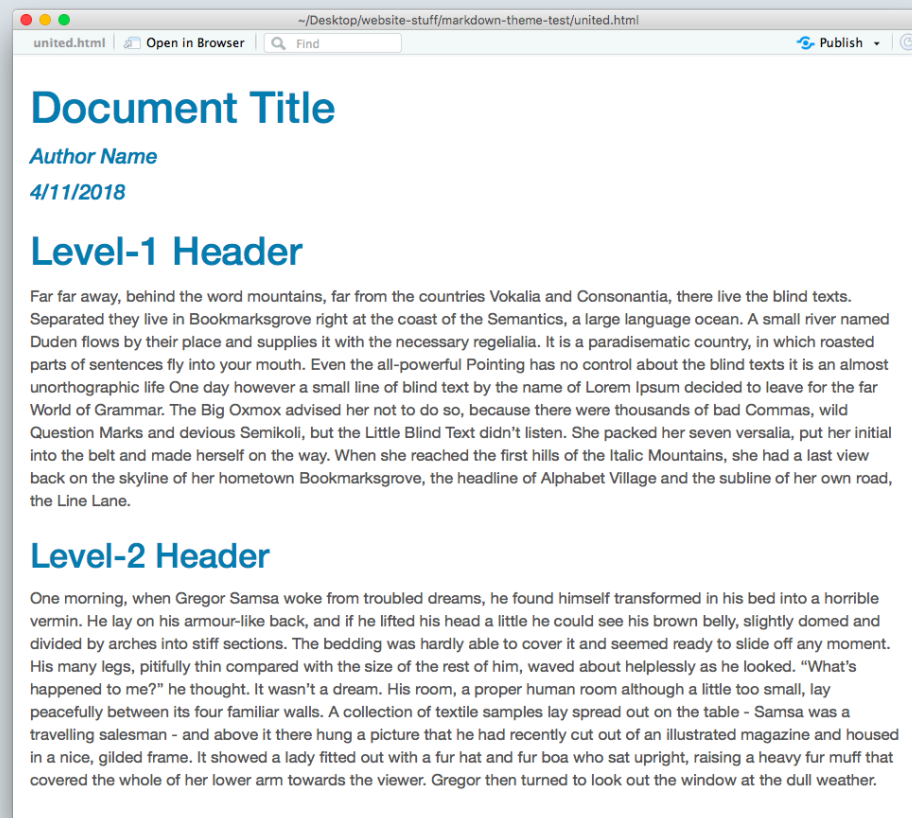 ~/Desktop/website-stuff/markdown-theme-test/united.html
united.html Open in Browser Find Publish
Document Title
Author Name
4/11/2018
Level-1 Header
Far far away, behind the word mountains, far from the countries Vokalia and Consonantia, there live the blind texts.
Separated they live in Bookmarksgrove right at the coast of the Semantics, a large language ocean. A small river named
Duden flows by their place and supplies it with the necessary regelialia. It is a paradisematic country, in which roasted
parts of sentences fly into your mouth. Even the all-powerful Pointing has no control about the blind texts it is an almost
unorthographic life One day however a small line of blind text by the name of Lorem Ipsum decided to leave for the far
World of Grammar. The Big Oxmox advised her not to do so, because there were thousands of bad Commas, wild
Question Marks and devious Semikoli, but the Little Blind Text didn’t listen. She packed her seven versalia, put her initial
into the belt and made herself on the way. When she reached the first hills of the Italic Mountains, she had a last view
back on the skyline of her hometown Bookmarksgrove, the headline of Alphabet Village and the subline of her own road,
the Line Lane.
Level-2 Header
One morning, when Gregor Samsa woke from troubled dreams, he found himself transformed in his bed into a horrible
vermin. He lay on his armour-like back, and if he lifted his head a little he could see his brown belly, slightly domed and
divided by arches into stiff sections. The bedding was hardly able to cover it and seemed ready to slide off any moment.
His many legs, pitifully thin compared with the size of the rest of him, waved about helplessly as he looked. “What’s
happened to me?” he thought. It wasn’t a dream. His room, a proper human room although a little too small, lay
peacefully between its four familiar walls. A collection of textile samples lay spread out on the table - Samsa was a
travelling salesman - and above it there hung a picture that he had recently cut out of an illustrated magazine and housed
in a nice, gilded frame. It showed a lady fitted out with a fur hat and fur boa who sat upright, raising a heavy fur muff that
covered the whole of her lower arm towards the viewer. Gregor then turned to look out the window at the dull weather.